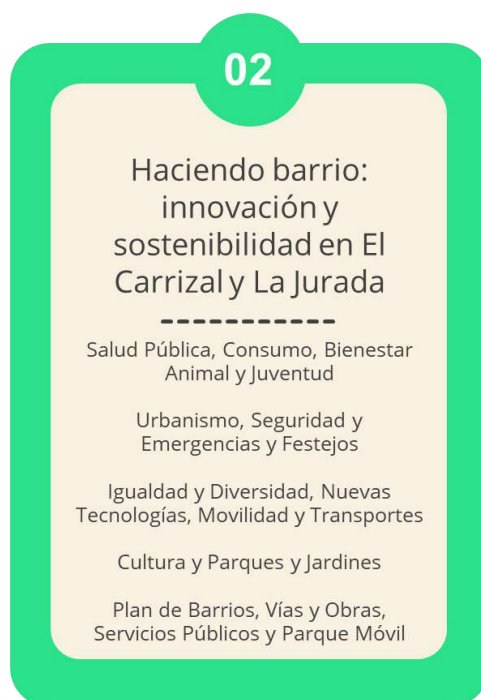 02
Haciendo barrio:
innovación y
sostenibilidad en El
Carrizal y La Jurada
Salud Pública, Consumo, Bienestar
Animal y Juventud
Urbanismo, Seguridad y
Emergencias y Festejos
Igualdad y Diversidad, Nuevas
Tecnologías, Movilidad y Transportes
Cultura y Parques y Jardines
Plan de Barrios, Vías y Obras,
Servicios Públicos y Parque Móvil